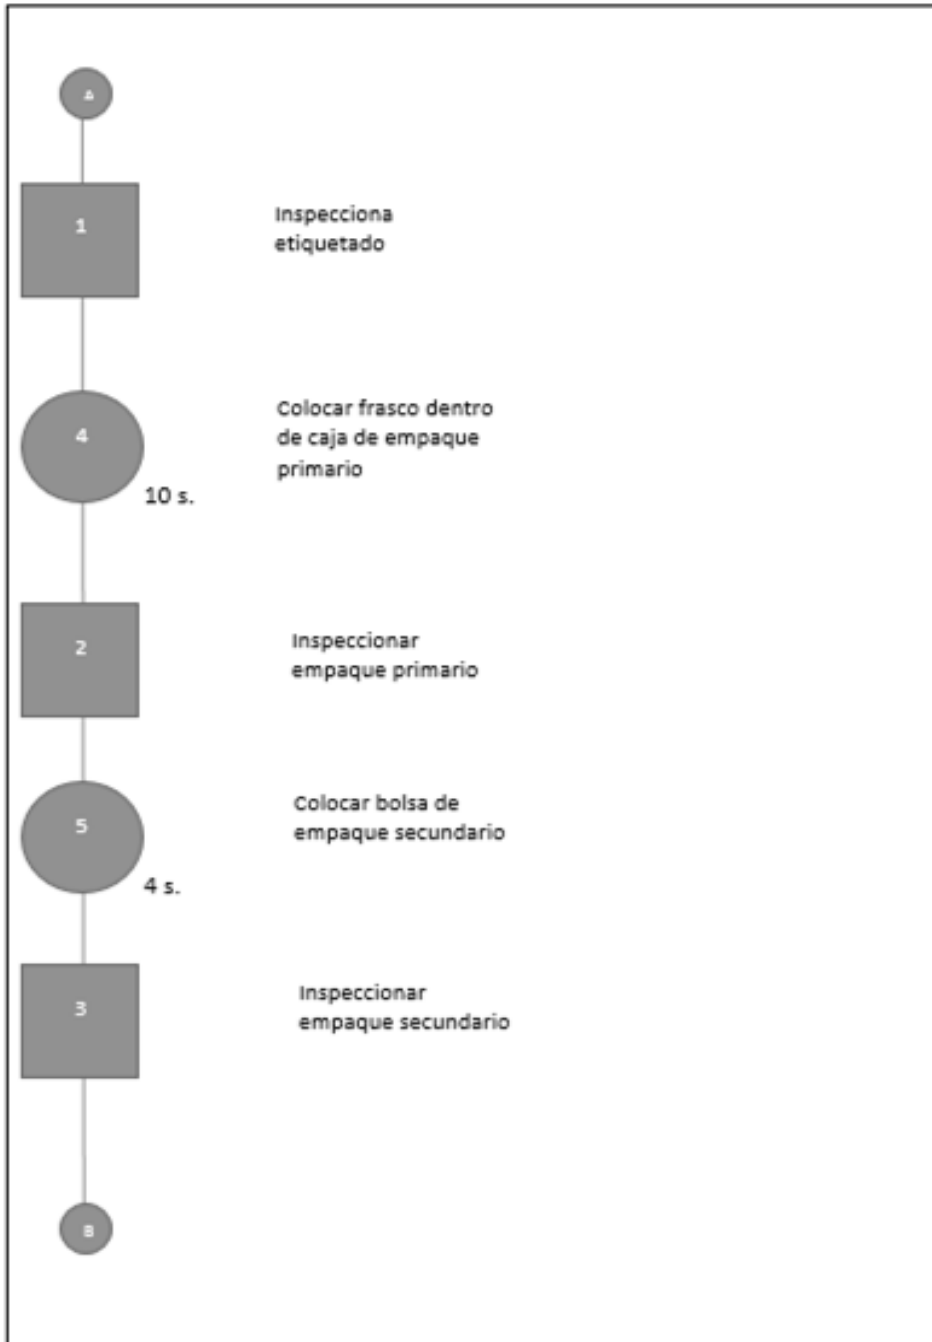 A
1
Inspecciona
etiquetado
4
10 s.
Colocar frasco dentro
de caja de empaque
primario
2
Inspeccionar
empaque primario
5
4 s.
Colocar bolsa de
empaque secundario
3
Inspeccionar
empaque secundario
B